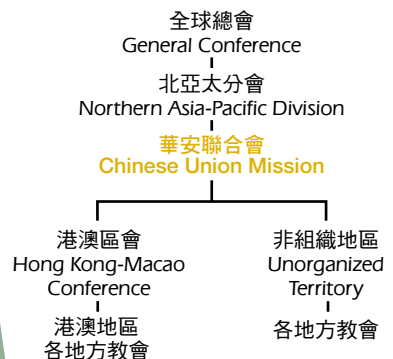 全球總會
General Conference
北亞太分會
Northern Asia-Pacific Division
華安聯合會
Chinese Union Mission
港澳區會
Hong Kong-Macao
Conference
港澳地區
各地方教會
非組織地區
Unorganized
Territory
各地方教會